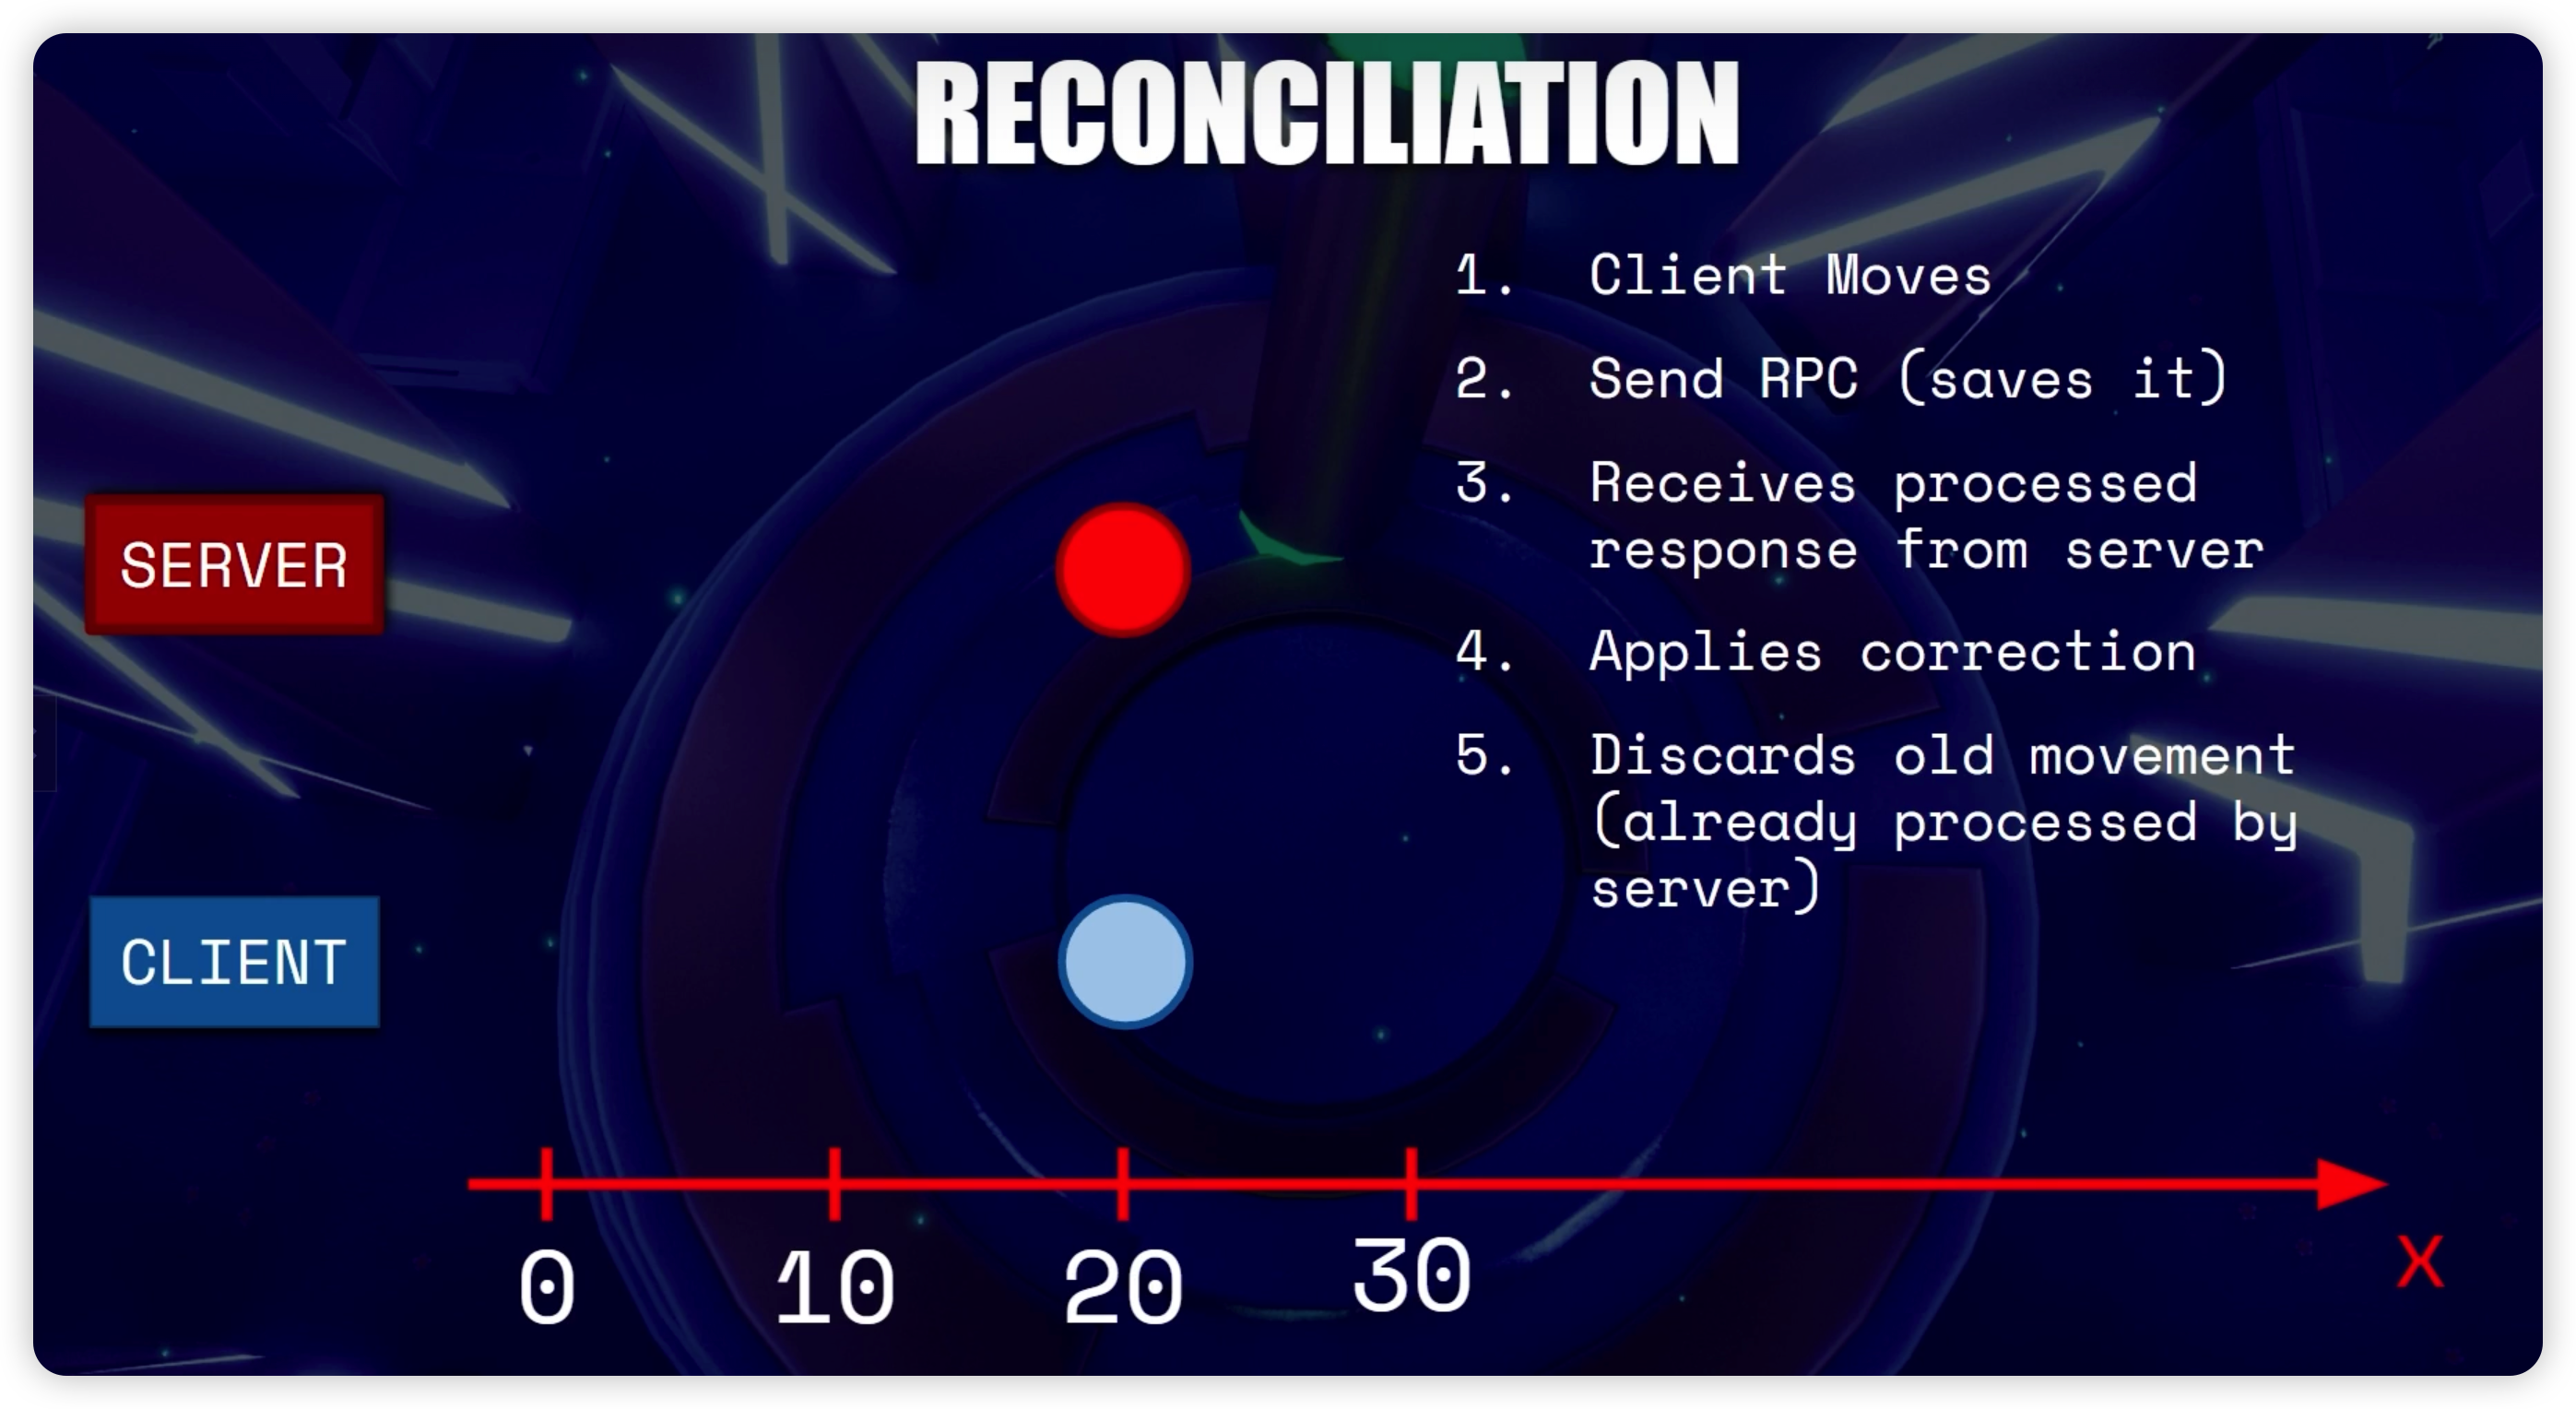 RECONCILIATION
1. Client Moves
2. Send RPC (saves it)
3. Receives processed
response from server
4. Applies correction
5. Discards old movement
(already processed by
server)
SERVER
CLIENT
0 10 20 30
X